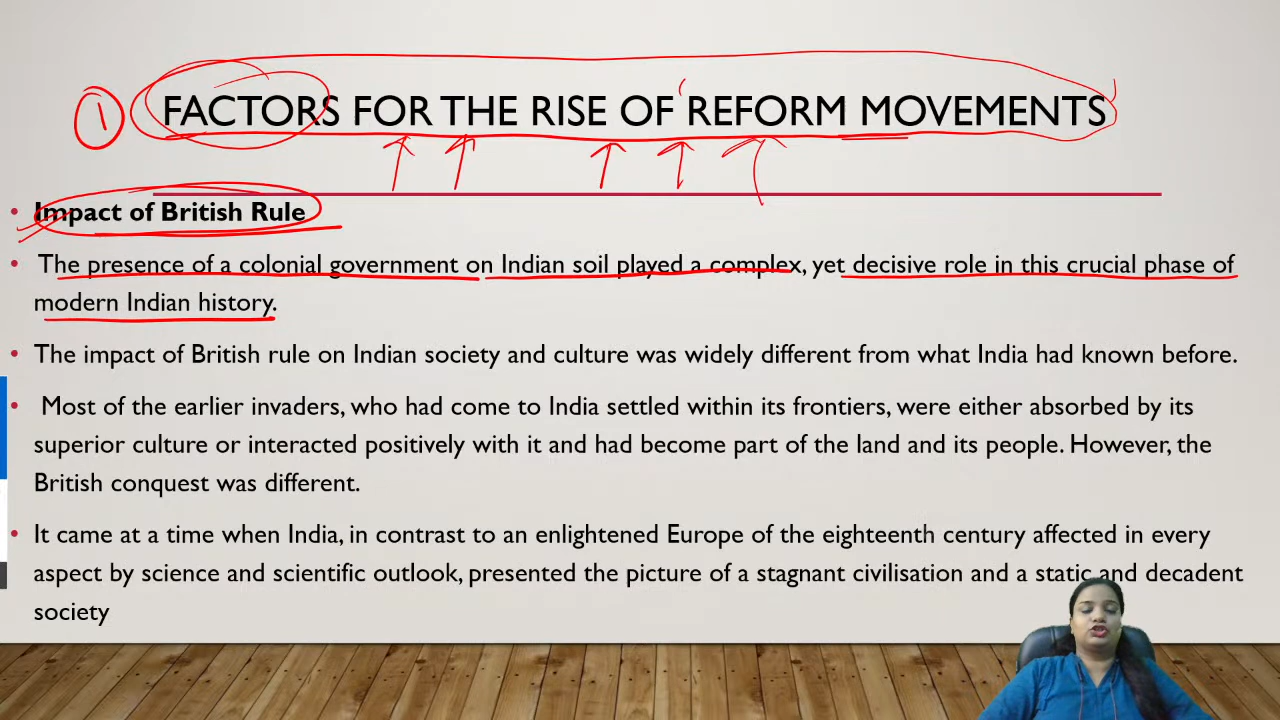 ① FACTORS FOR THE RISE OF REFORM MOVEMENTS
• Impact of British Rule
• The presence of a colonial government on Indian soil played a complex, yet decisive role in this crucial phase of
modern Indian history.
• The impact of British rule on Indian society and culture was widely different from what India had known before.
• Most of the earlier invaders, who had come to India settled within its frontiers, were either absorbed by its
superior culture or interacted positively with it and had become part of the land and its people. However, the
British conquest was different.
• It came at a time when India, in contrast to an enlightened Europe of the eighteenth century affected in every
aspect by science and scientific outlook, presented the picture of a stagnant civilisation and a static and decadent
society